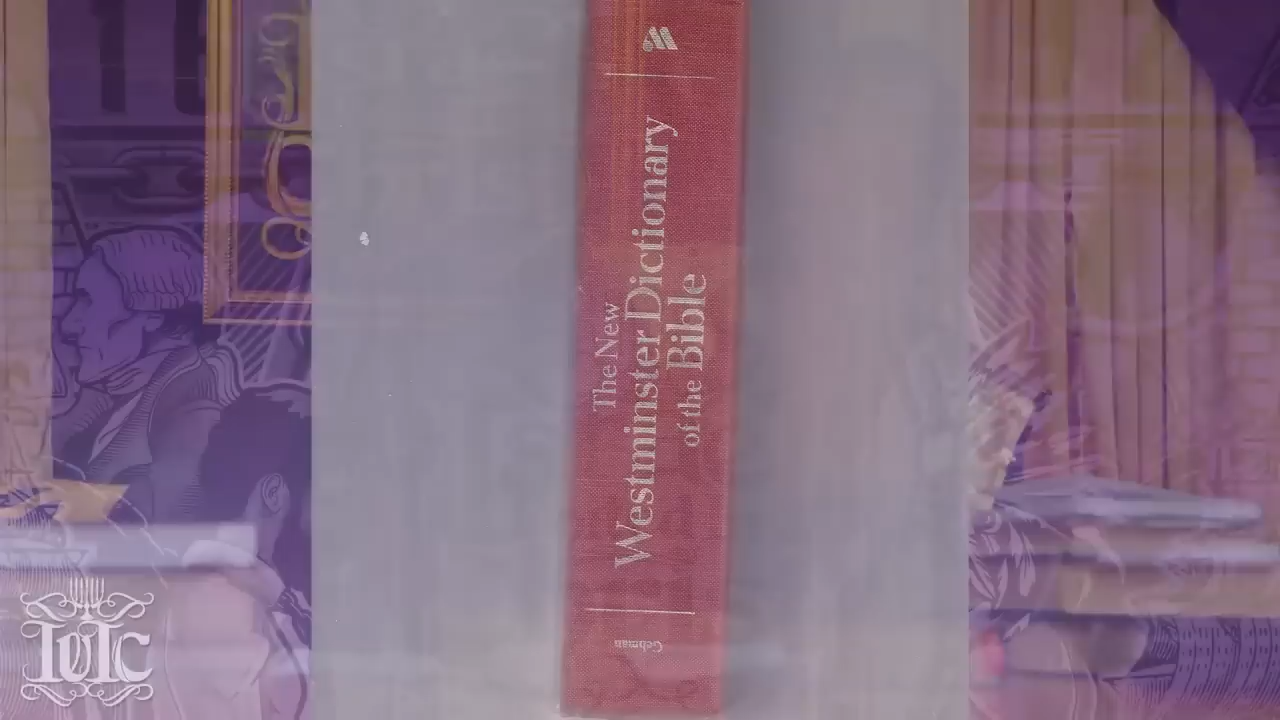 The New
Westminster Dictionary
of the Bible
Gehman
IUIC